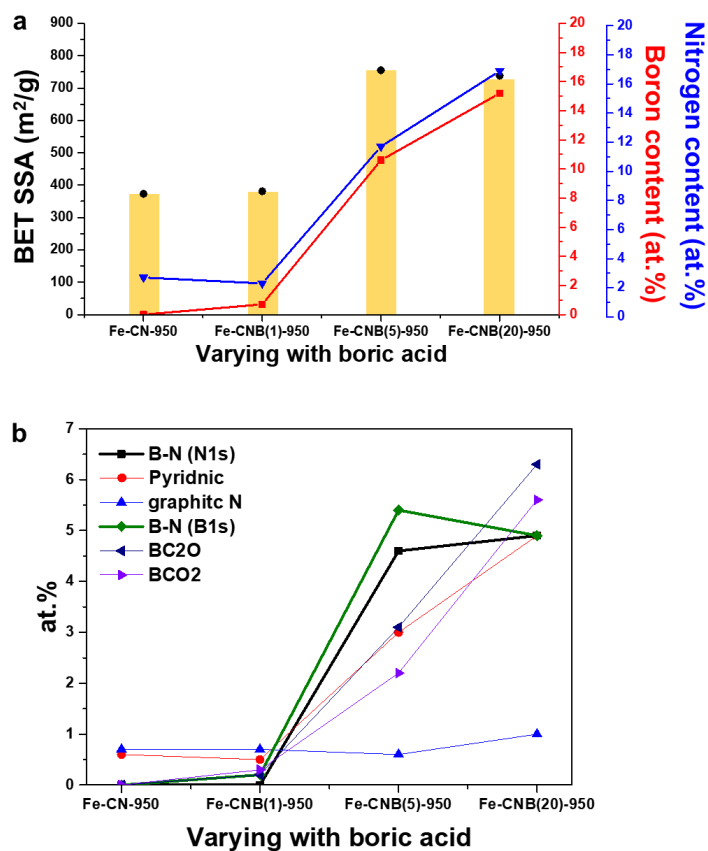 a
BET SSA (m²/g)
900
800
700
600
500
400
300
200
100
0
Fe-CN-950 Fe-CNB(1)-950 Fe-CNB(5)-950 Fe-CNB(20)-950
Varying with boric acid
20
18
16
14
12
10
8
6
4
2
0
Boron content (at.%)
20
18
16
14
12
10
8
6
4
2
0
Nitrogen content (at.%)
b
at.%
7
6
5
4
3
2
1
0
B-N (N1s)
Pyridnic
graphitc N
B-N (B1s)
BC2O
BCO2
Fe-CN-950 Fe-CNB(1)-950 Fe-CNB(5)-950 Fe-CNB(20)-950
Varying with boric acid